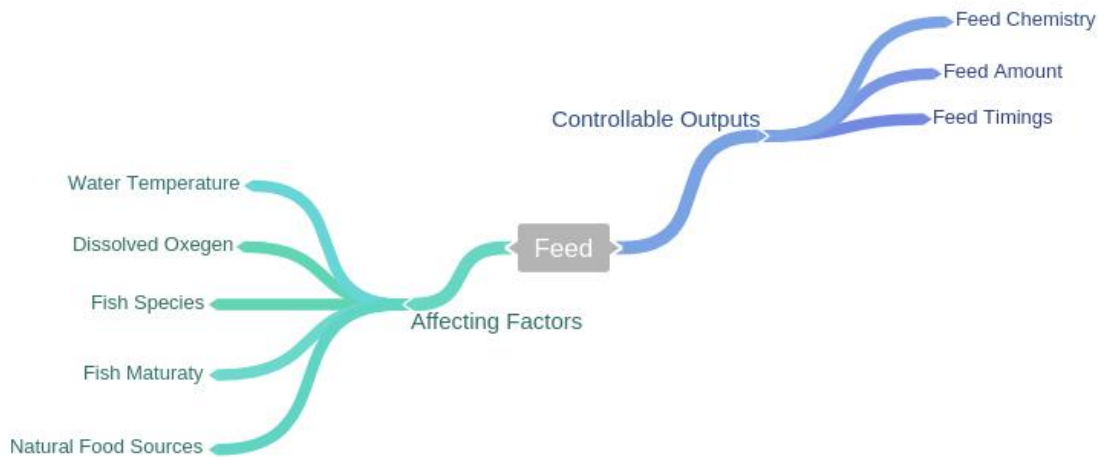 Feed Chemistry
Feed Amount
Controllable Outputs
Feed Timings
Water Temperature
Dissolved Oxegen
Feed
Fish Species
Affecting Factors
Fish Maturaty
Natural Food Sources